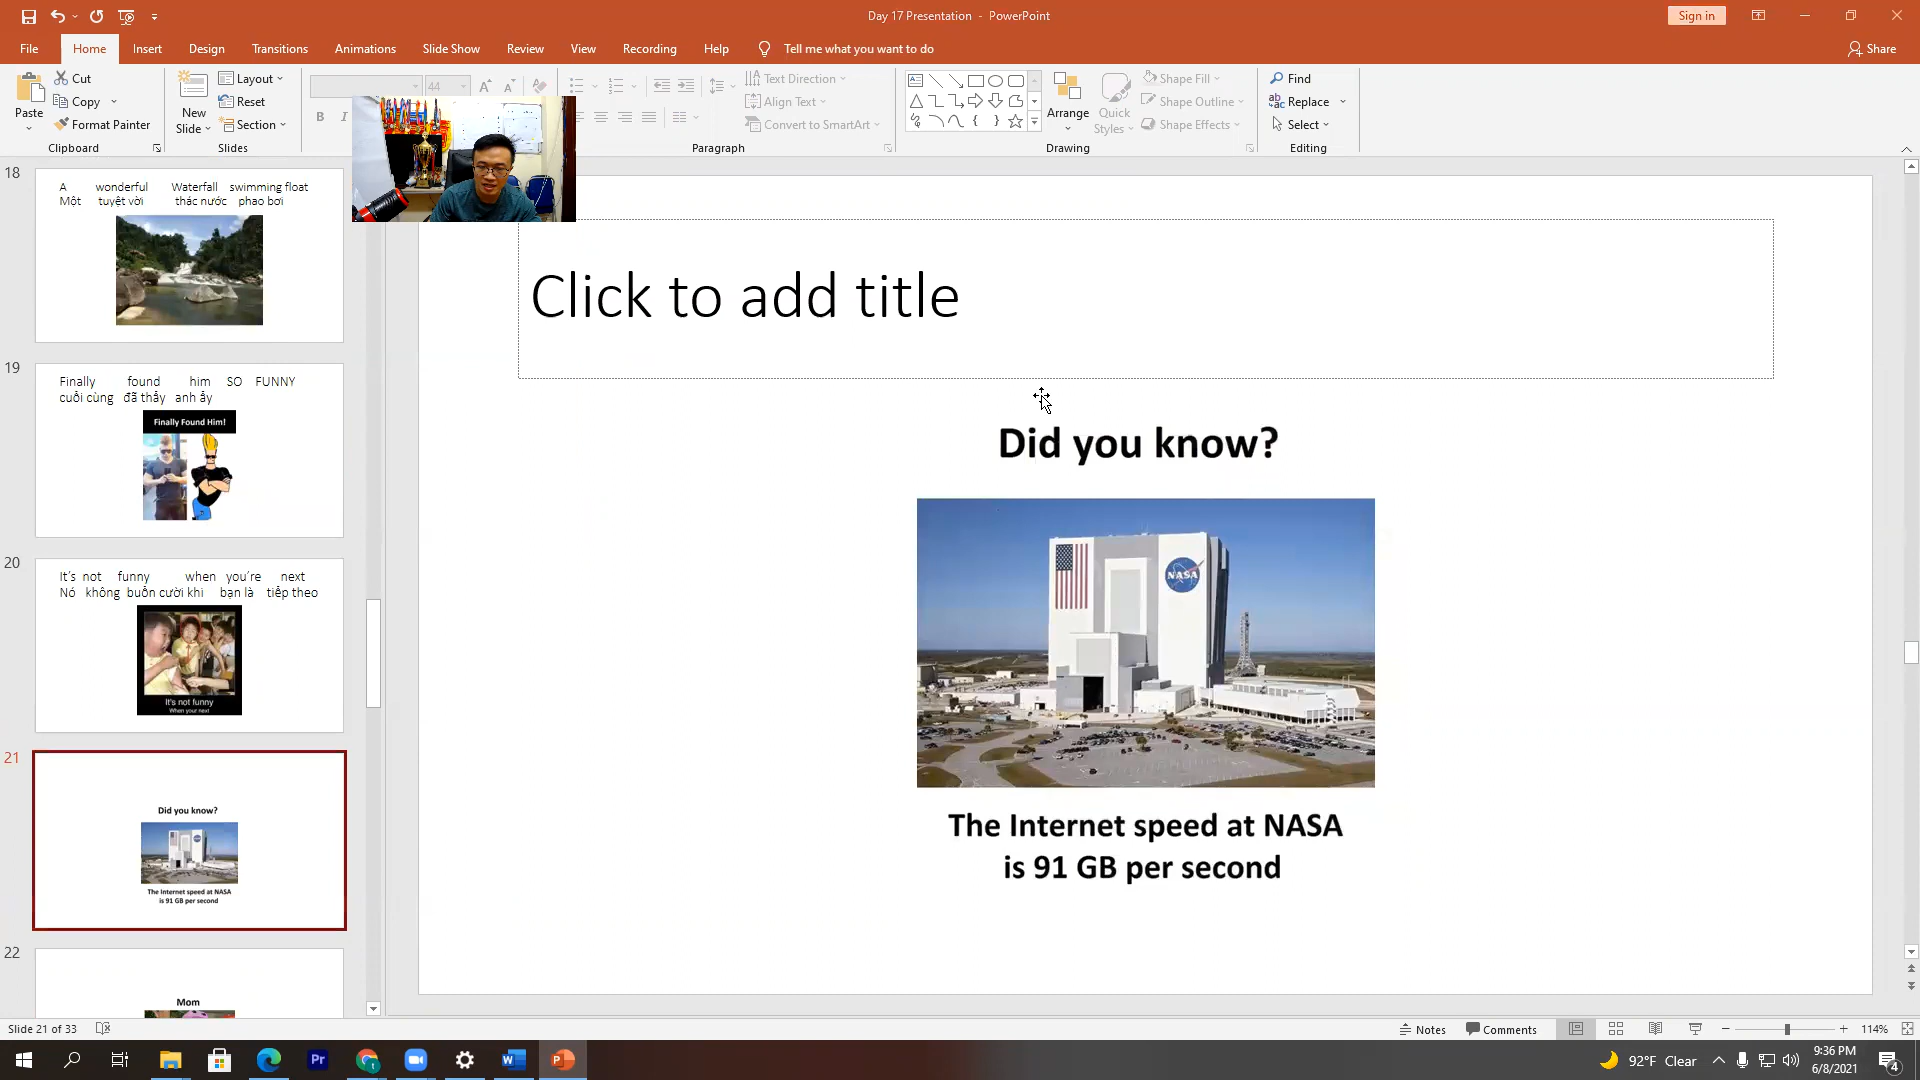 Day 17 Presentation - PowerPoint
Sign in
File Home Insert Design Transitions Animations Slide Show Review View Recording Help Tell me what you want to do Share
Paste
Cut
Copy
Format Painter
Clipboard
New Slide
Layout
Reset
Section
Slides
44
B I
Text Direction
Align Text
Convert to SmartArt
Paragraph
Arrange
Quick Styles
Shape Fill
Shape Outline
Shape Effects
Drawing
Find
Replace
Select
Editing
18
A wonderful Waterfall swimming float
Một tuyệt vời thác nước phao bơi
19
Finally found him SO FUNNY
cuối cùng đã thấy anh ấy
Finally Found Him!
20
It's not funny when you're next
Nó không buồn cười khi bạn là tiếp theo
It's not funny
When your next
21
Did you know?
NASA
The Internet speed at NASA
is 91 GB per second
22
Mom
Click to add title
Did you know?
NASA
The Internet speed at NASA
is 91 GB per second
Slide 21 of 33
Notes Comments 114%
Pr W P
92°F Clear
9:36 PM
6/8/2021
4